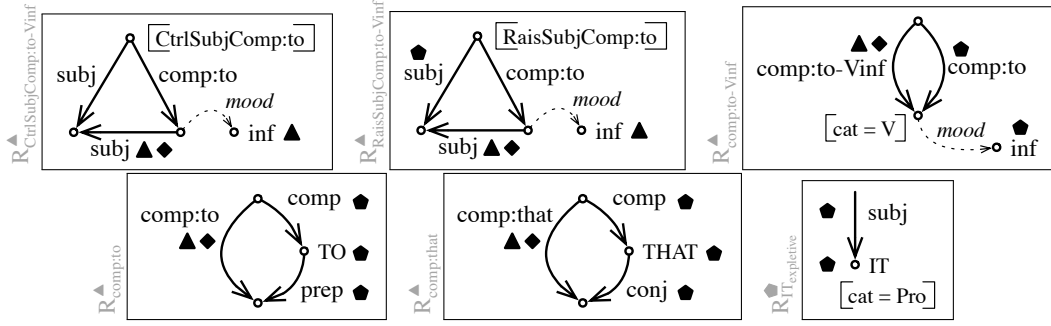 R▲CtrlSubjComp:to-Vinf
[CtrlSubjComp:to]
subj
comp:to
mood
inf ▲
subj ▲◆
R▲RaisSubjComp:to-Vinf
[RaisSubjComp:to]
⬟
subj
comp:to
mood
inf ▲
subj ▲◆
R▲comp:to-Vinf
▲◆ ⬟
comp:to-Vinf
comp:to
[cat = V]
mood
⬟
inf
R▲comp:to
comp ⬟
comp:to
▲◆
TO ⬟
prep ⬟
R▲comp:that
comp ⬟
comp:that
▲◆
THAT ⬟
conj ⬟
R⬟ITexpletive
⬟ subj
⬟ IT
[cat = Pro]